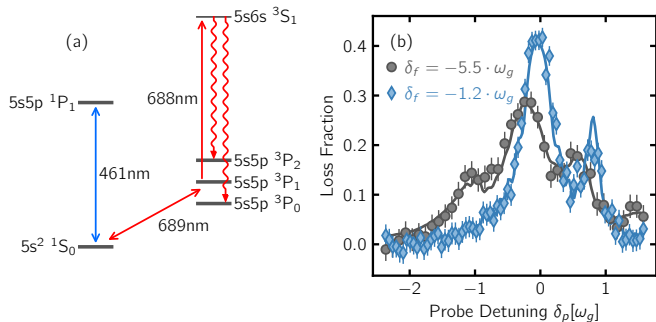 (a)
5s6s ³S₁
688nm
5s5p ¹P₁
461nm
5s5p ³P₂
5s5p ³P₁
5s5p ³P₀
689nm
5s² ¹S₀
(b)
δ_f = −5.5 · ω_g
δ_f = −1.2 · ω_g
Loss Fraction
0.4
0.3
0.2
0.1
0.0
−2 −1 0 1
Probe Detuning δ_p[ω_g]